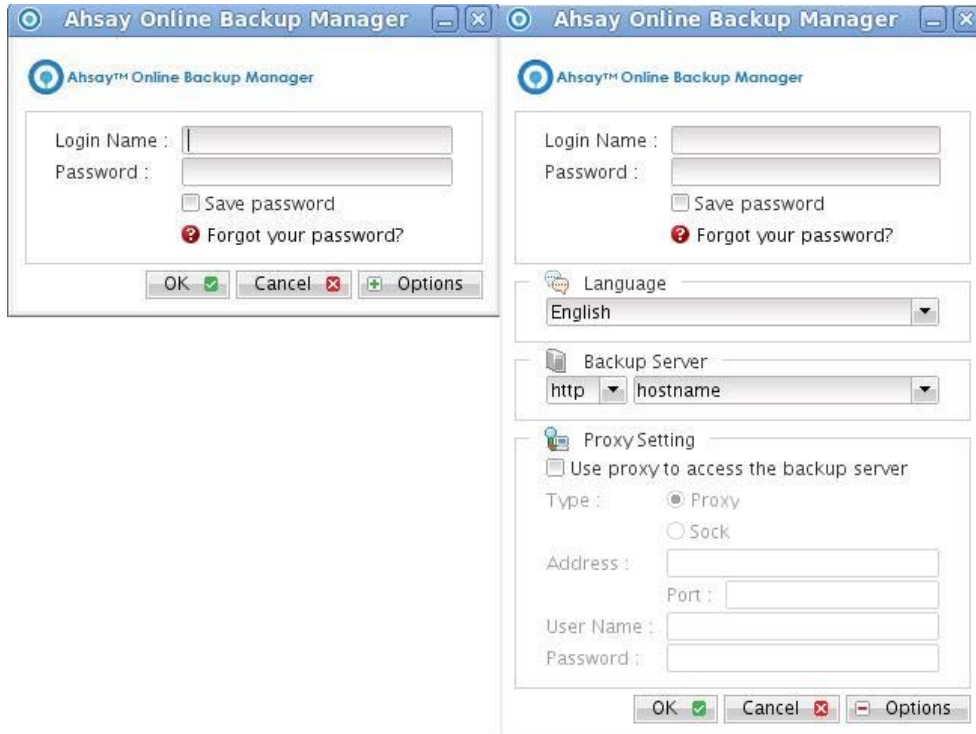 Ahsay Online Backup Manager
Ahsay™ Online Backup Manager
Login Name :
Password :
Save password
Forgot your password?
OK
Cancel
Options
Ahsay Online Backup Manager
Ahsay™ Online Backup Manager
Login Name :
Password :
Save password
Forgot your password?
Language
English
Backup Server
http hostname
Proxy Setting
Use proxy to access the backup server
Type : Proxy
Sock
Address :
Port :
User Name :
Password :
OK
Cancel
Options